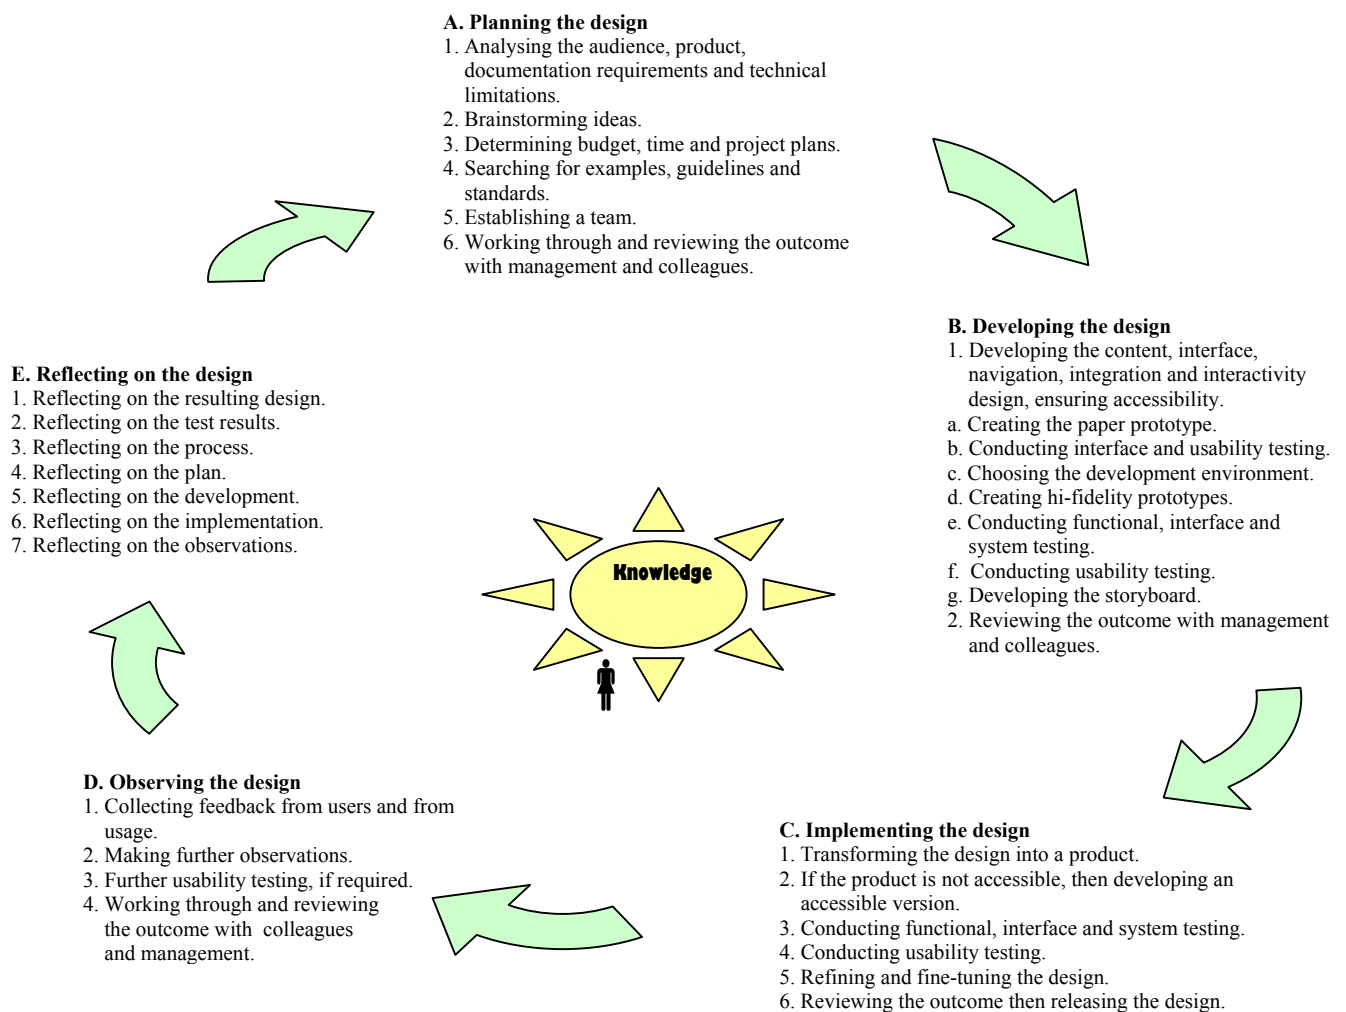 A. Planning the design
1. Analysing the audience, product,
documentation requirements and technical
limitations.
2. Brainstorming ideas.
3. Determining budget, time and project plans.
4. Searching for examples, guidelines and
standards.
5. Establishing a team.
6. Working through and reviewing the outcome
with management and colleagues.
B. Developing the design
1. Developing the content, interface,
navigation, integration and interactivity
design, ensuring accessibility.
a. Creating the paper prototype.
b. Conducting interface and usability testing.
c. Choosing the development environment.
d. Creating hi-fidelity prototypes.
e. Conducting functional, interface and
system testing.
f. Conducting usability testing.
g. Developing the storyboard.
2. Reviewing the outcome with management
and colleagues.
C. Implementing the design
1. Transforming the design into a product.
2. If the product is not accessible, then developing an
accessible version.
3. Conducting functional, interface and system testing.
4. Conducting usability testing.
5. Refining and fine-tuning the design.
6. Reviewing the outcome then releasing the design.
D. Observing the design
1. Collecting feedback from users and from
usage.
2. Making further observations.
3. Further usability testing, if required.
4. Working through and reviewing
the outcome with colleagues
and management.
E. Reflecting on the design
1. Reflecting on the resulting design.
2. Reflecting on the test results.
3. Reflecting on the process.
4. Reflecting on the plan.
5. Reflecting on the development.
6. Reflecting on the implementation.
7. Reflecting on the observations.
Knowledge